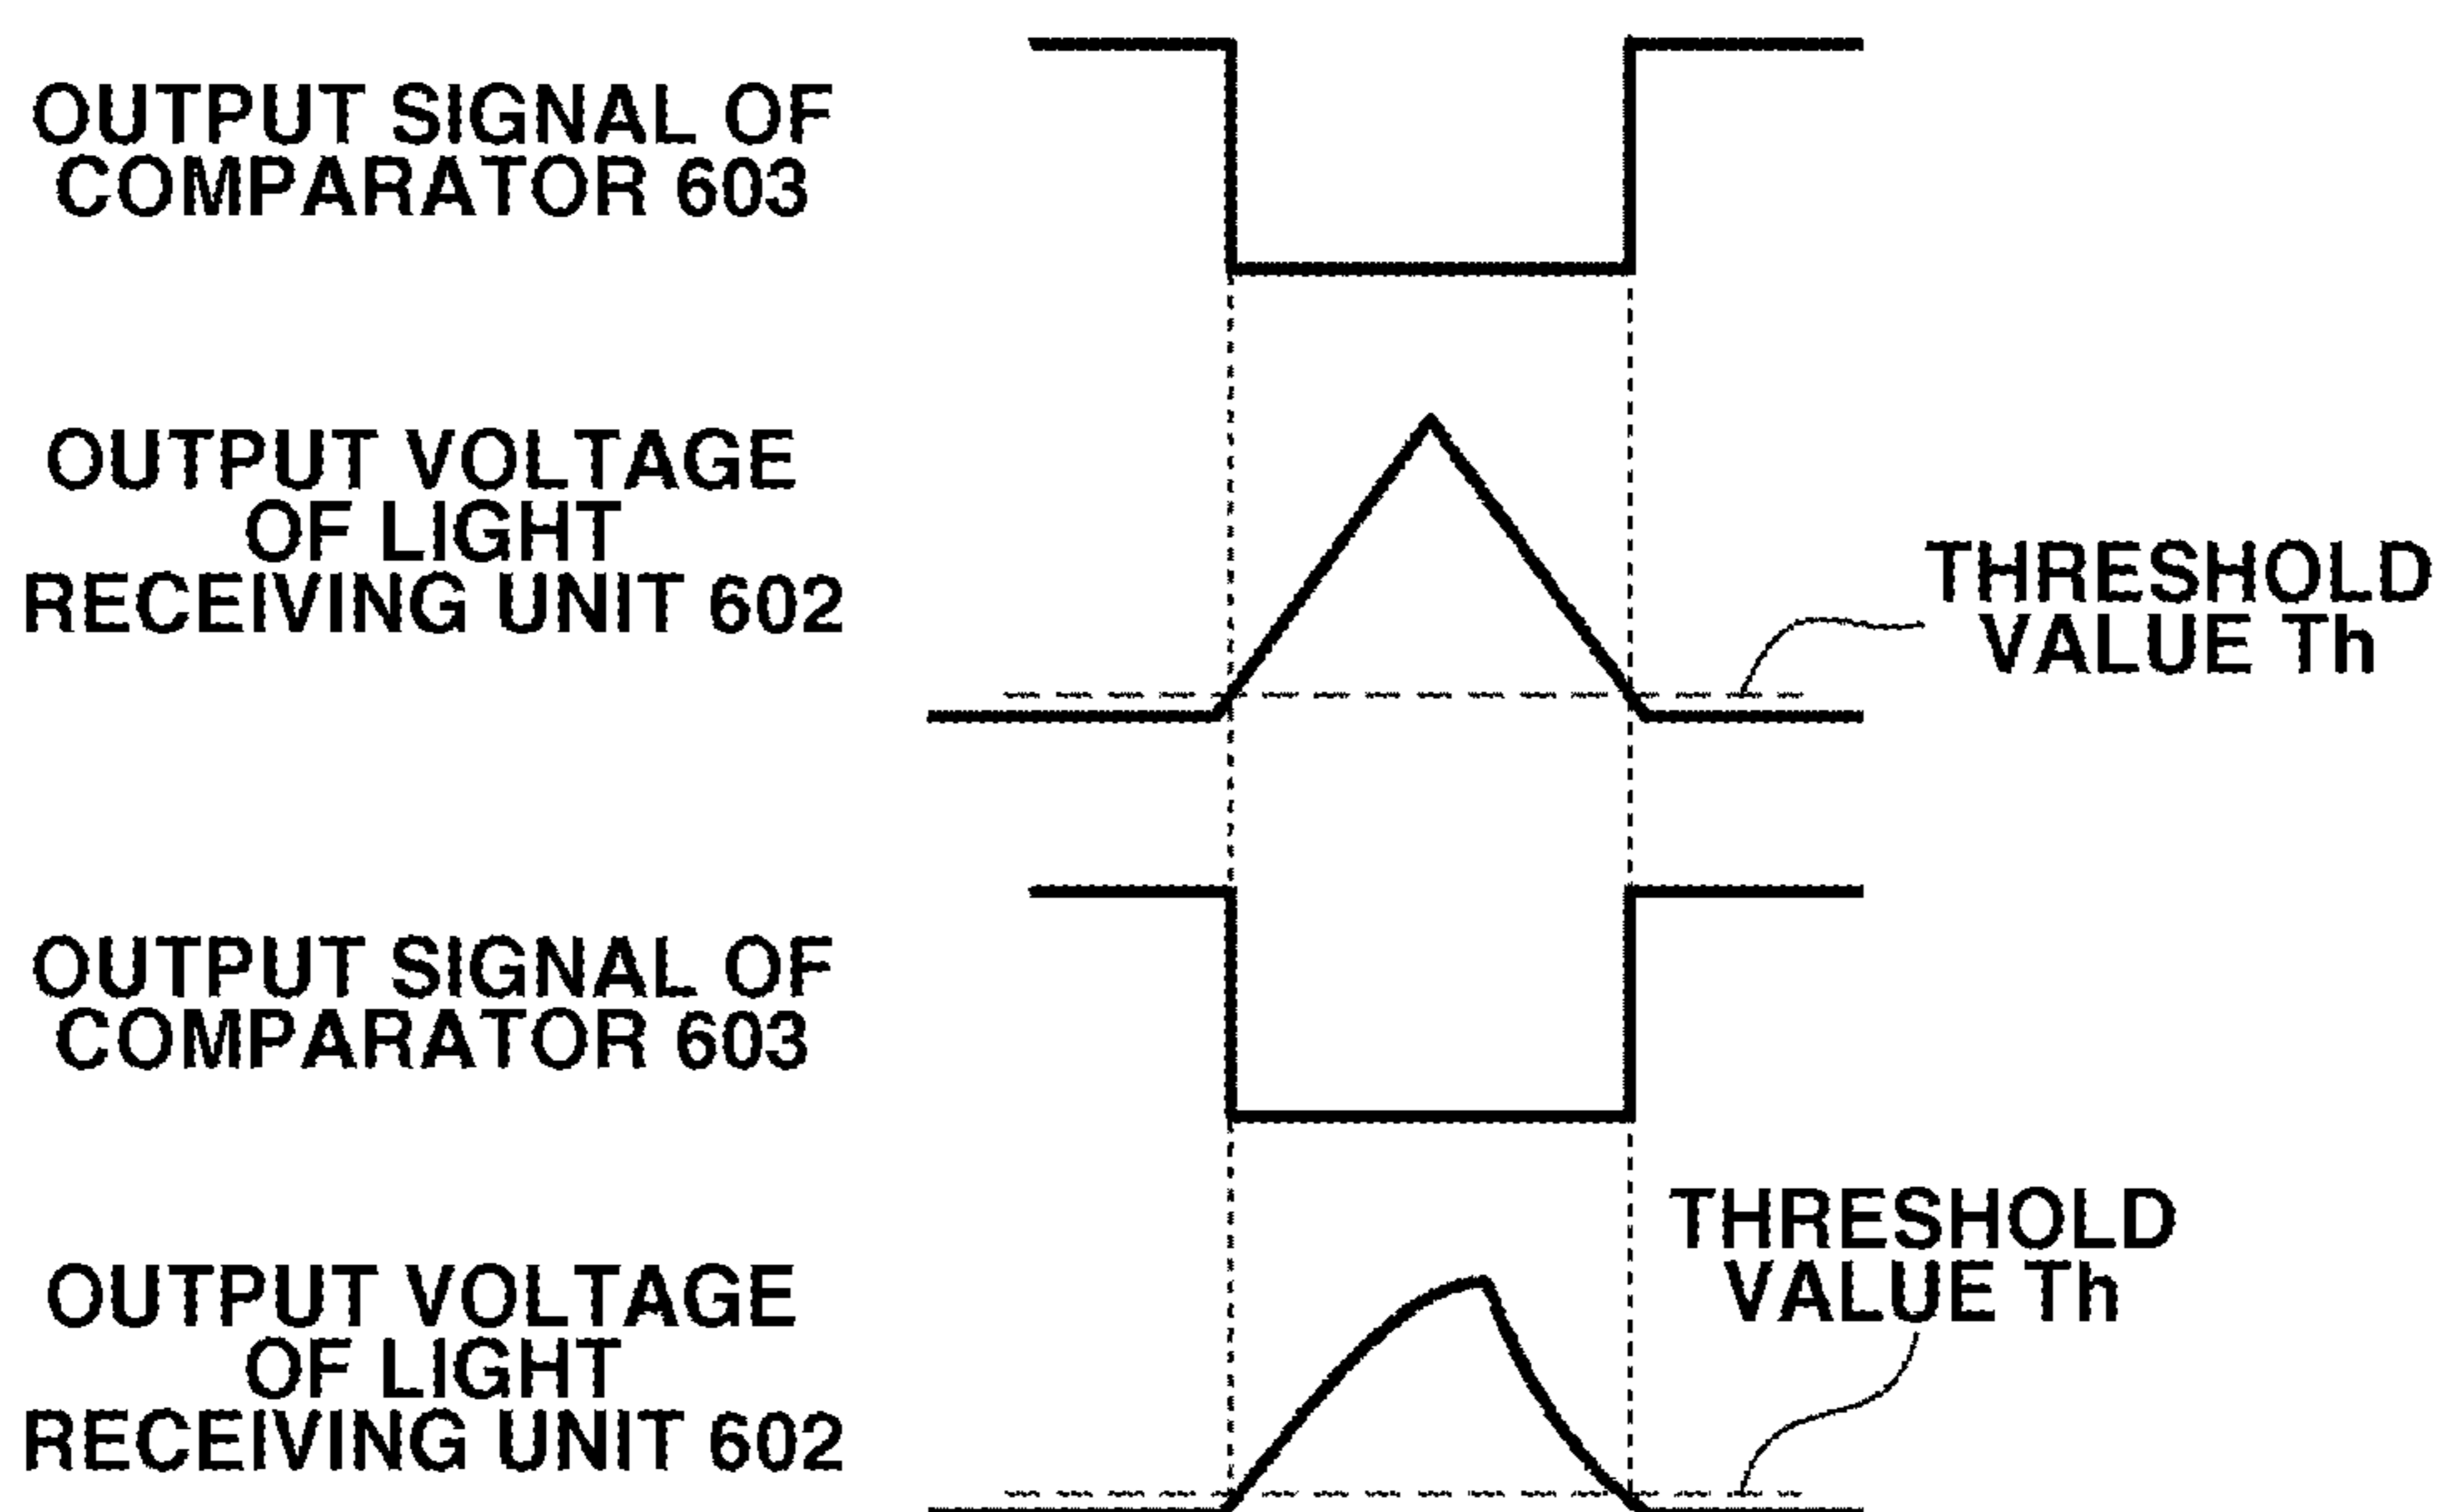 OUTPUT SIGNAL OF
COMPARATOR 603
OUTPUT VOLTAGE
OF LIGHT
RECEIVING UNIT 602
THRESHOLD
VALUE Th
OUTPUT SIGNAL OF
COMPARATOR 603
OUTPUT VOLTAGE
OF LIGHT
RECEIVING UNIT 602
THRESHOLD
VALUE Th